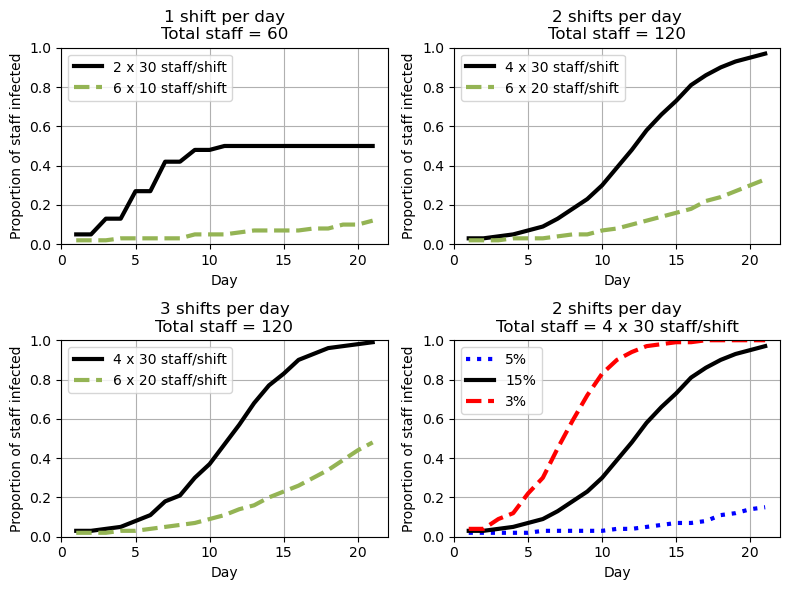 1 shift per day
Total staff = 60
Proportion of staff infected
1.0
0.8
0.6
0.4
0.2
0.0
2 x 30 staff/shift
6 x 10 staff/shift
0
5
10
15
20
Day
2 shifts per day
Total staff = 120
Proportion of staff infected
1.0
0.8
0.6
0.4
0.2
0.0
4 x 30 staff/shift
6 x 20 staff/shift
0
5
10
15
20
Day
3 shifts per day
Total staff = 120
Proportion of staff infected
1.0
0.8
0.6
0.4
0.2
0.0
4 x 30 staff/shift
6 x 20 staff/shift
0
5
10
15
20
Day
2 shifts per day
Total staff = 4 x 30 staff/shift
Proportion of staff infected
1.0
0.8
0.6
0.4
0.2
0.0
5%
15%
3%
0
5
10
15
20
Day